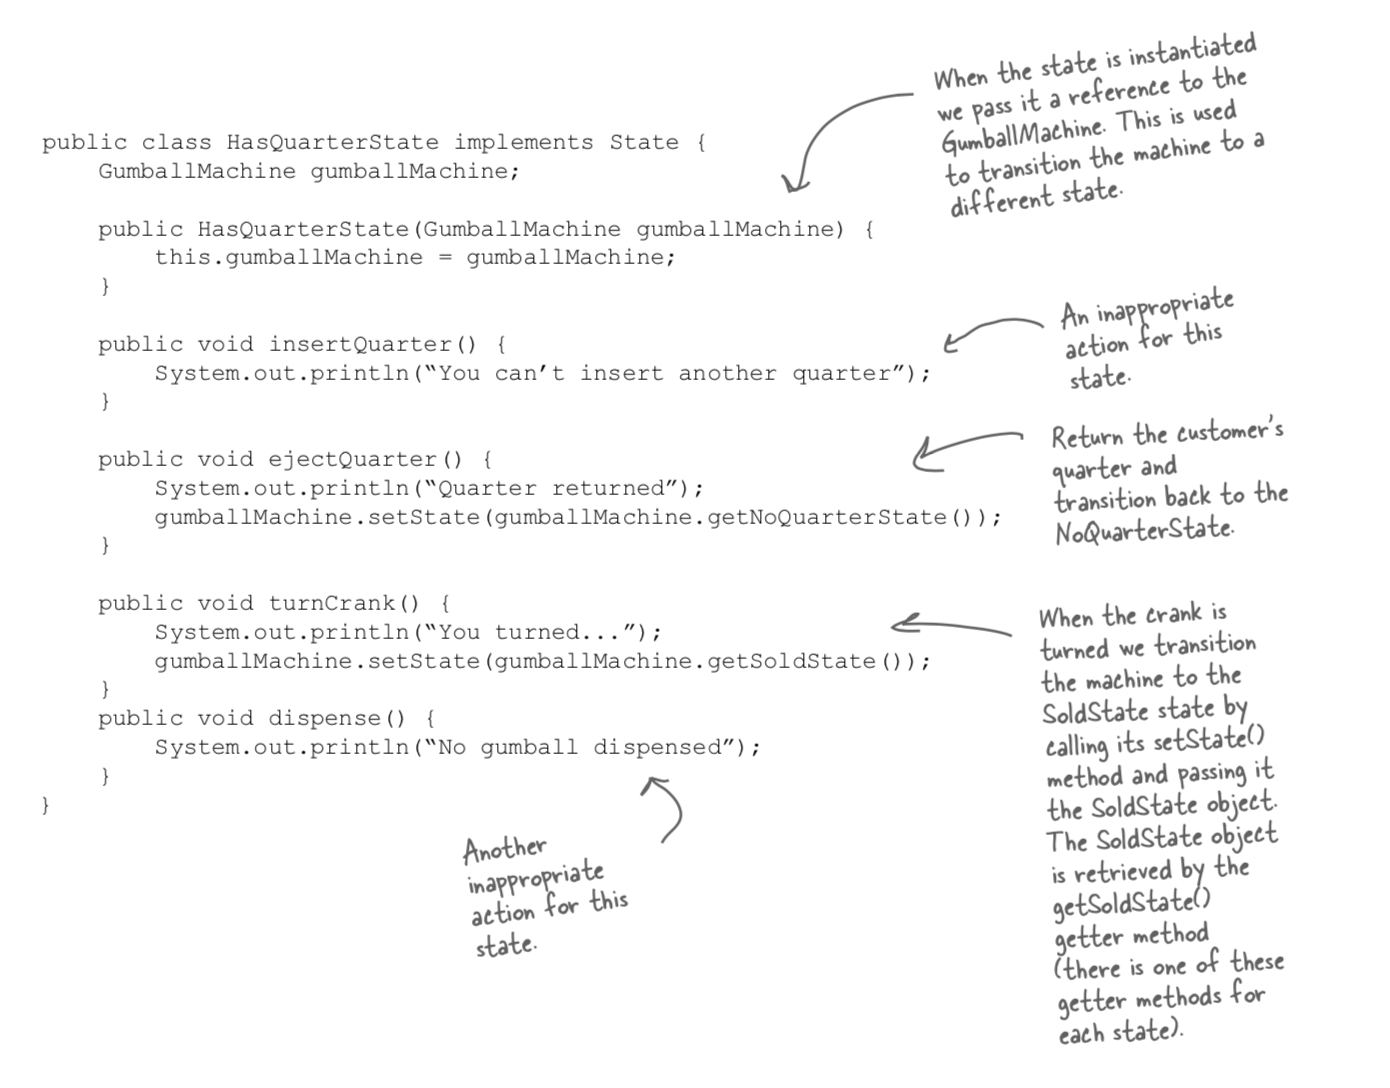 When the state is instantiated
we pass it a reference to the
GumballMachine. This is used
to transition the machine to a
different state.
public class HasQuarterState implements State {
GumballMachine gumballMachine;
public HasQuarterState(GumballMachine gumballMachine) {
this.gumballMachine = gumballMachine;
}
public void insertQuarter() {
System.out.println(“You can’t insert another quarter”);
}
An inappropriate
action for this
state.
public void ejectQuarter() {
System.out.println(“Quarter returned”);
gumballMachine.setState(gumballMachine.getNoQuarterState());
}
Return the customer's
quarter and
transition back to the
NoQuarterState.
public void turnCrank() {
System.out.println(“You turned...”);
gumballMachine.setState(gumballMachine.getSoldState());
}
public void dispense() {
System.out.println(“No gumball dispensed”);
}
}
When the crank is
turned we transition
the machine to the
SoldState state by
calling its setState()
method and passing it
the SoldState object.
The SoldState object
is retrieved by the
getSoldState()
getter method
(there is one of these
getter methods for
each state).
Another
inappropriate
action for this
state.